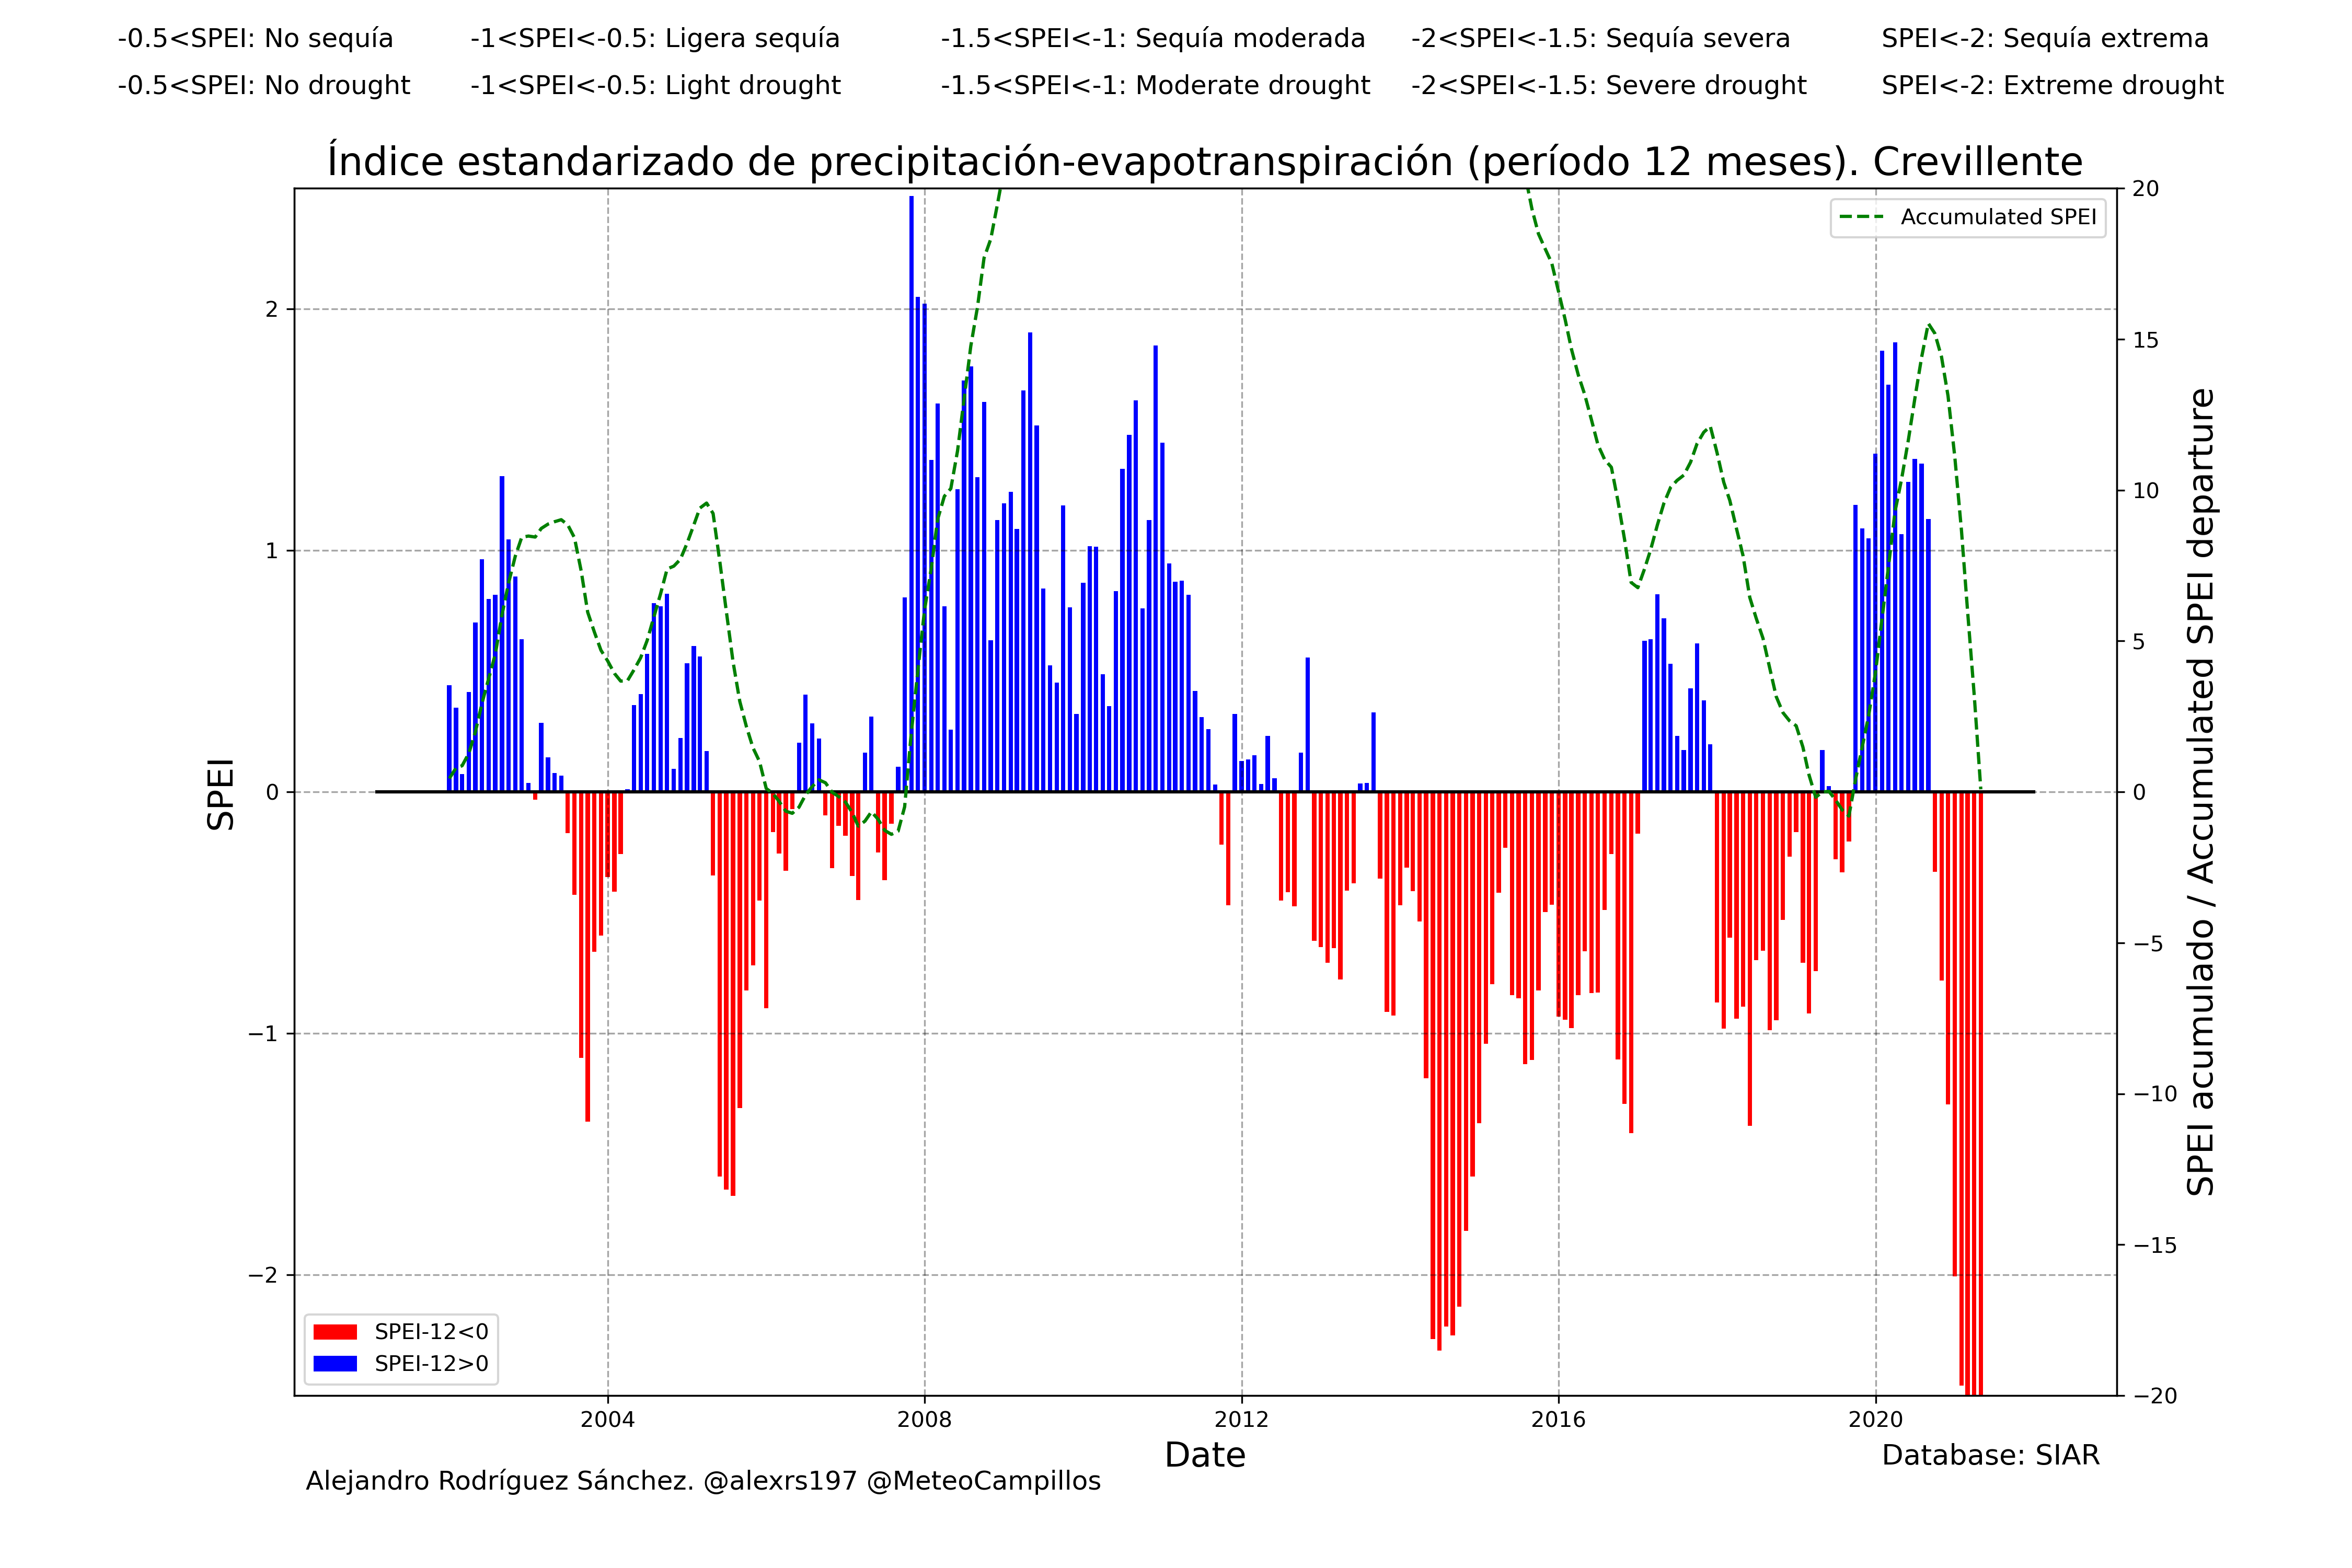 -0.5<SPEI: No sequía -1<SPEI<-0.5: Ligera sequía -1.5<SPEI<-1: Sequía moderada -2<SPEI<-1.5: Sequía severa SPEI<-2: Sequía extrema
-0.5<SPEI: No drought -1<SPEI<-0.5: Light drought -1.5<SPEI<-1: Moderate drought -2<SPEI<-1.5: Severe drought SPEI<-2: Extreme drought
Índice estandarizado de precipitación-evapotranspiración (período 12 meses). Crevillente
Accumulated SPEI
SPEI
2
1
0
−1
−2
20
15
10
5
0
−5
−10
−15
−20
SPEI acumulado / Accumulated SPEI departure
SPEI-12<0
SPEI-12>0
2004 2008 2012 2016 2020
Date
Database: SIAR
Alejandro Rodríguez Sánchez. @alexrs197 @MeteoCampillos